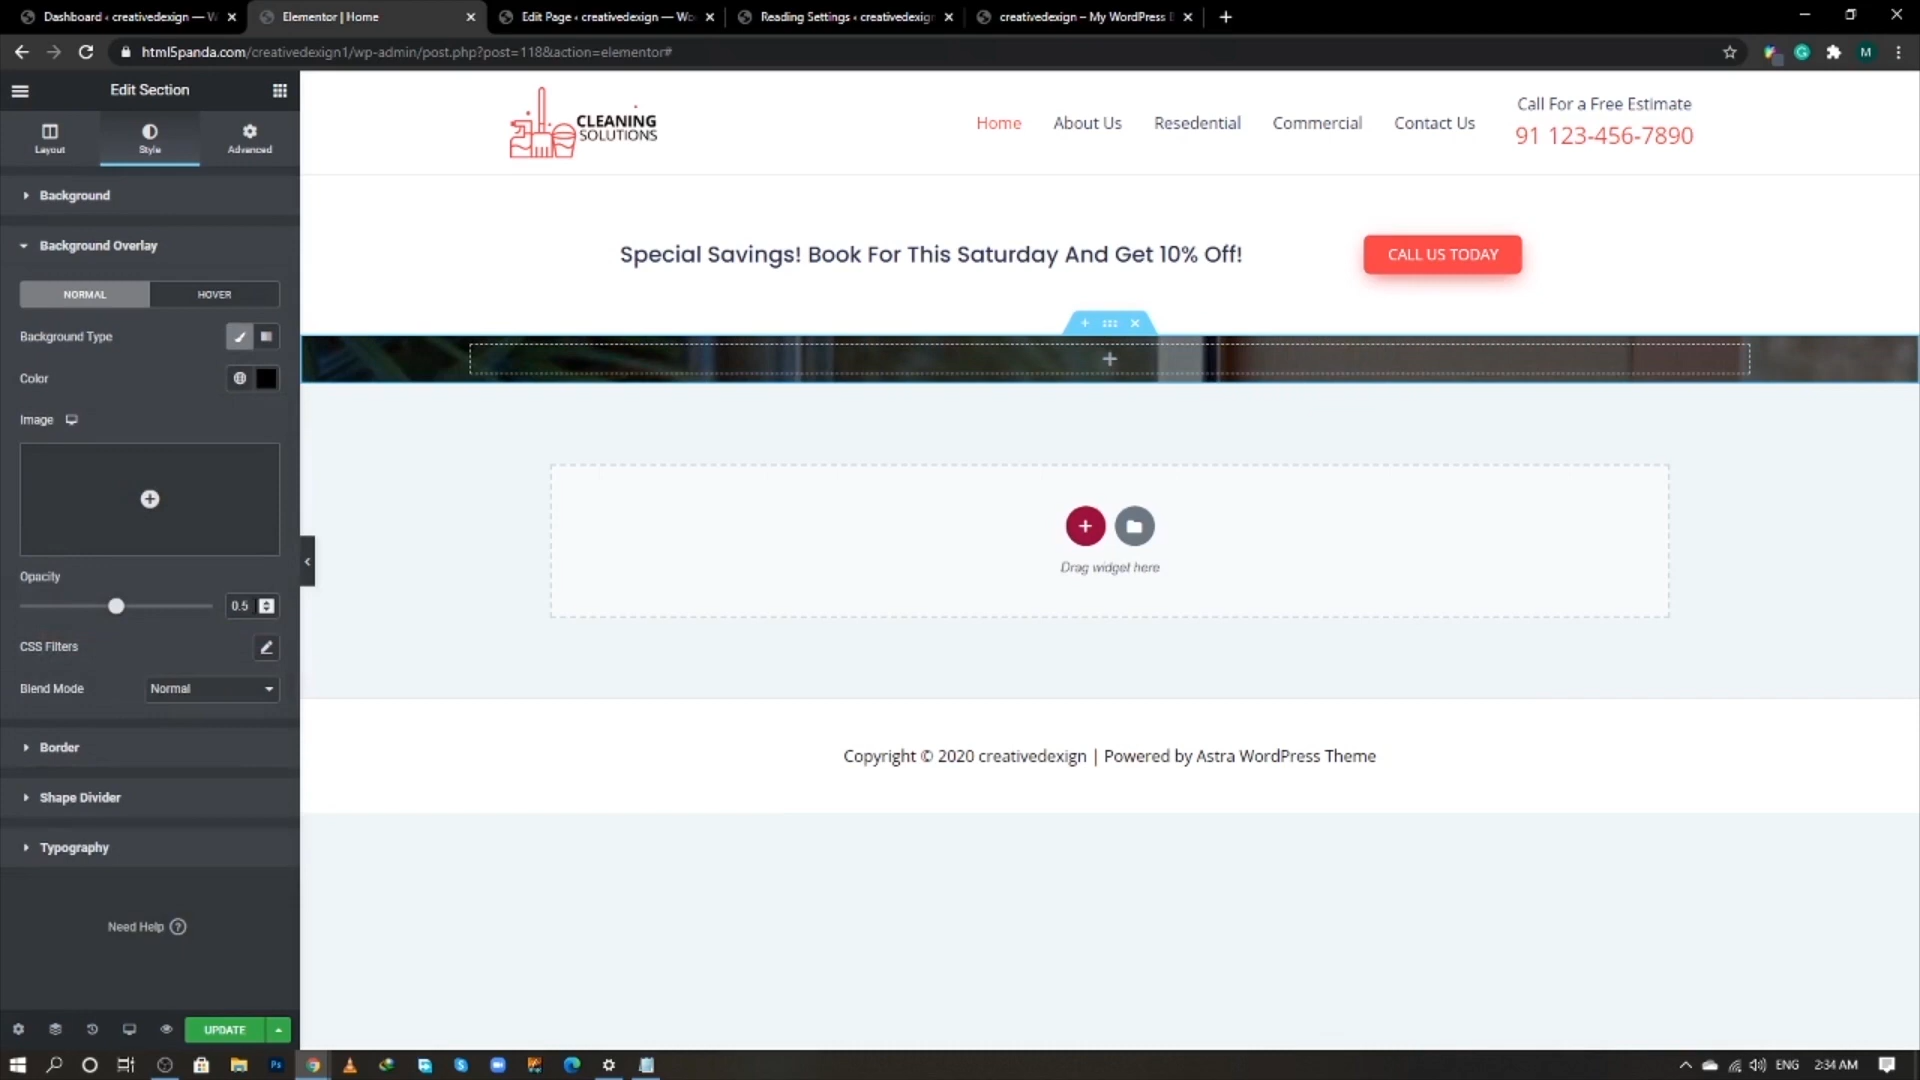 Dashboard ‹ creativedexign — W
Elementor | Home
Edit Page ‹ creativedexign — Wo
Reading Settings ‹ creativedexign
creativedexign – My WordPress B
html5panda.com/creativedexign1/wp-admin/post.php?post=118&action=elementor#
M
Edit Section
Layout
Style
Advanced
Background
Background Overlay
NORMAL
HOVER
Background Type
Color
Image
Opacity
0.5
CSS Filters
Blend Mode
Normal
Border
Shape Divider
Typography
Need Help ?
UPDATE
CLEANING
SOLUTIONS
Home
About Us
Resedential
Commercial
Contact Us
Call For a Free Estimate
91 123-456-7890
Special Savings! Book For This Saturday And Get 10% Off!
CALL US TODAY
Drag widget here
Copyright © 2020 creativedexign | Powered by Astra WordPress Theme
Ps
ENG
2:34 AM